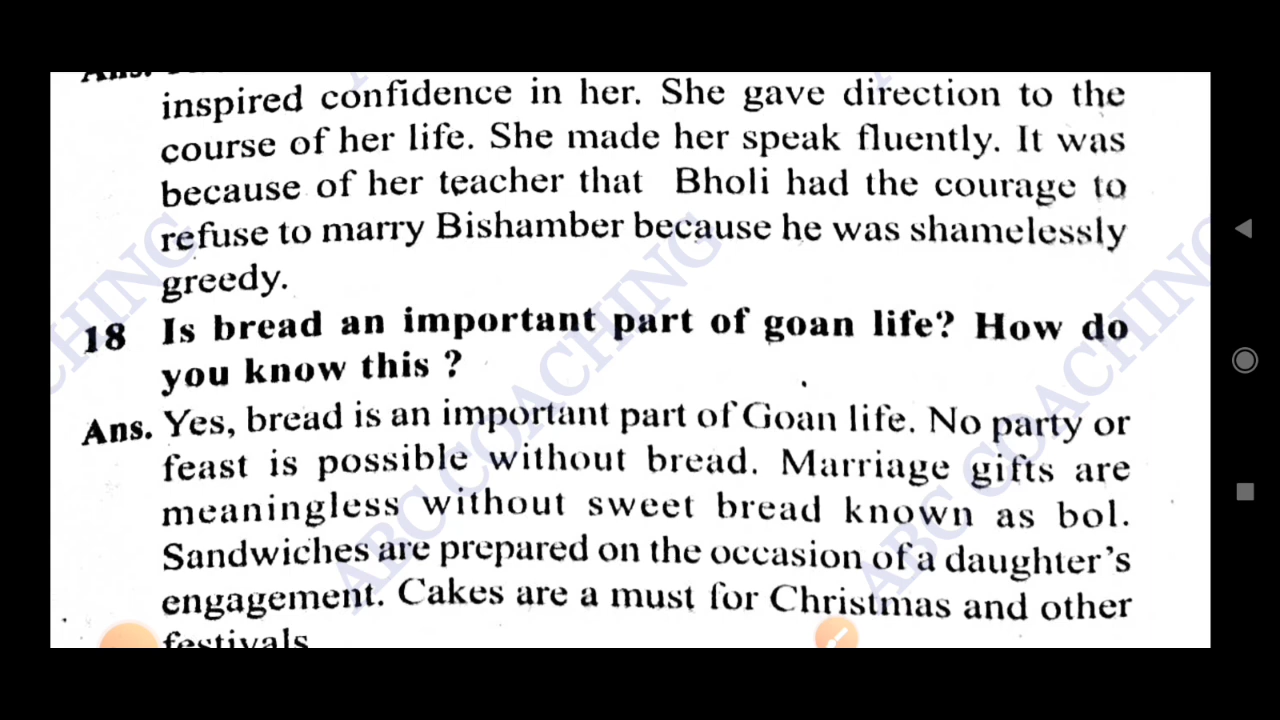 Ans.
inspired confidence in her. She gave direction to the
course of her life. She made her speak fluently. It was
because of her teacher that Bholi had the courage to
refuse to marry Bishamber because he was shamelessly
greedy.
18 Is bread an important part of goan life? How do
you know this ?
Ans. Yes, bread is an important part of Goan life. No party or
feast is possible without bread. Marriage gifts are
meaningless without sweet bread known as bol.
Sandwiches are prepared on the occasion of a daughter's
engagement. Cakes are a must for Christmas and other
festivals
CHING
ABC COACHING
ABC COACHING